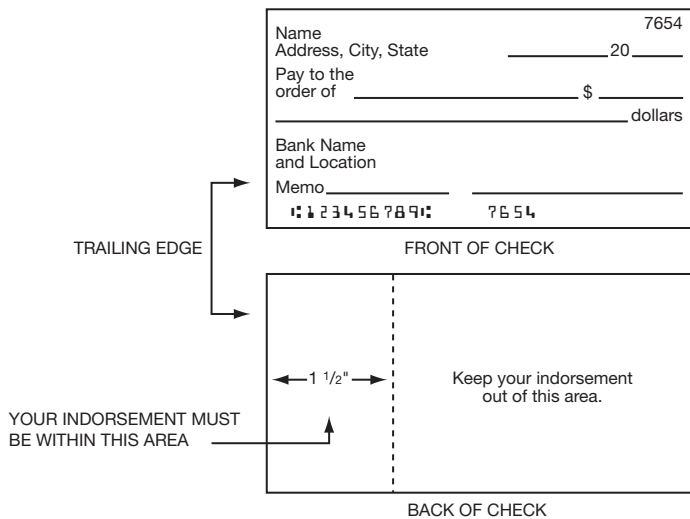 7654
Name
Address, City, State 20
Pay to the
order of $
dollars
Bank Name
and Location
Memo
⑆123456789⑆ 7654
TRAILING EDGE
FRONT OF CHECK
1 1/2"
Keep your indorsement
out of this area.
YOUR INDORSEMENT MUST
BE WITHIN THIS AREA
BACK OF CHECK